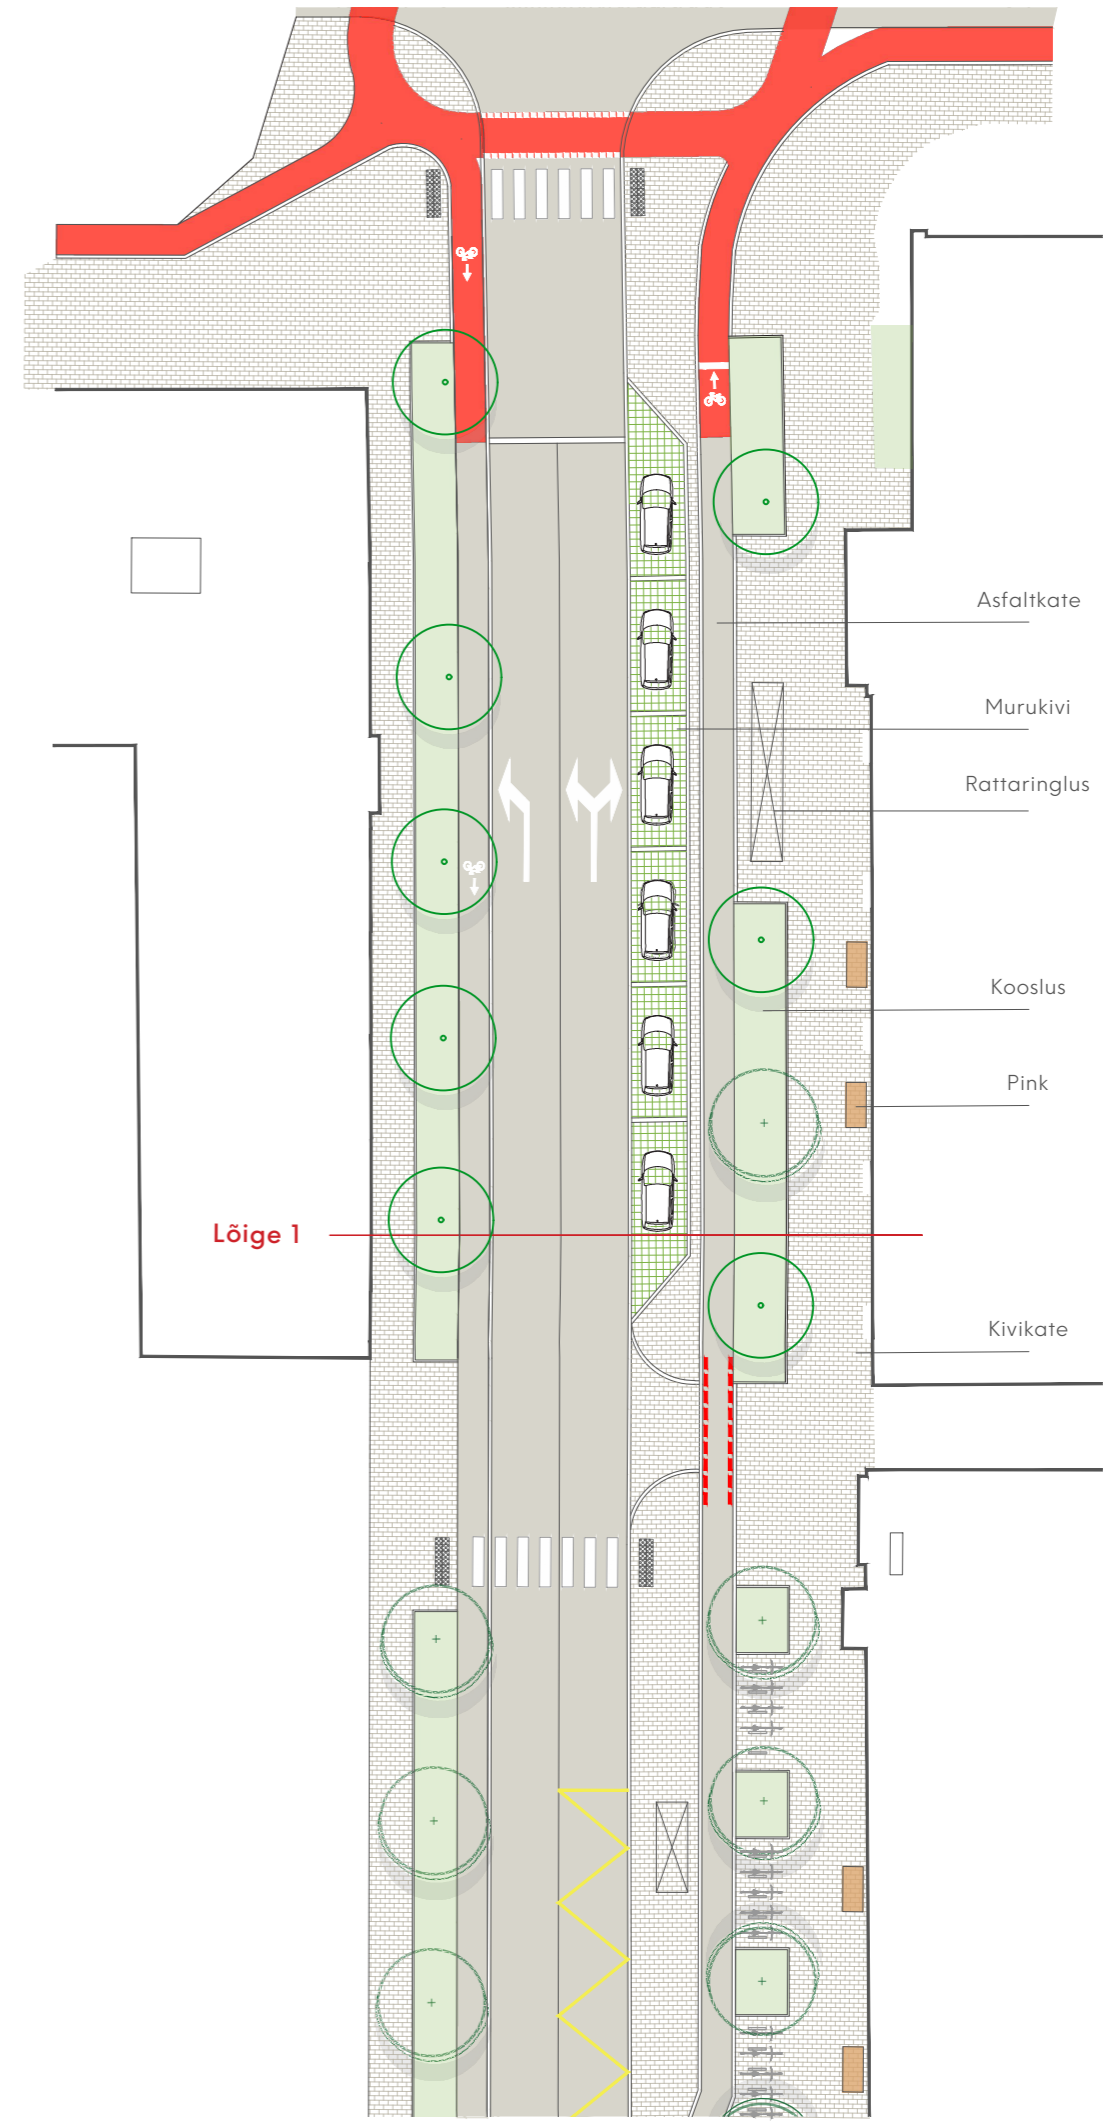 Asfaltkate
Murukivi
Rattaringlus
Kooslus
Pink
Lõige 1
Kivikate